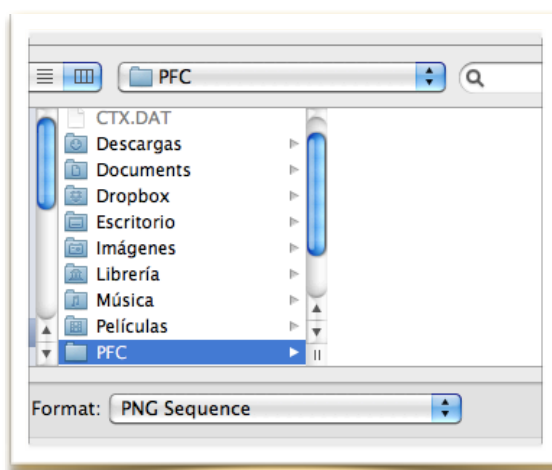 PFC
CTX.DAT
Descargas
Documents
Dropbox
Escritorio
Imágenes
Librería
Música
Películas
PFC
Format: PNG Sequence